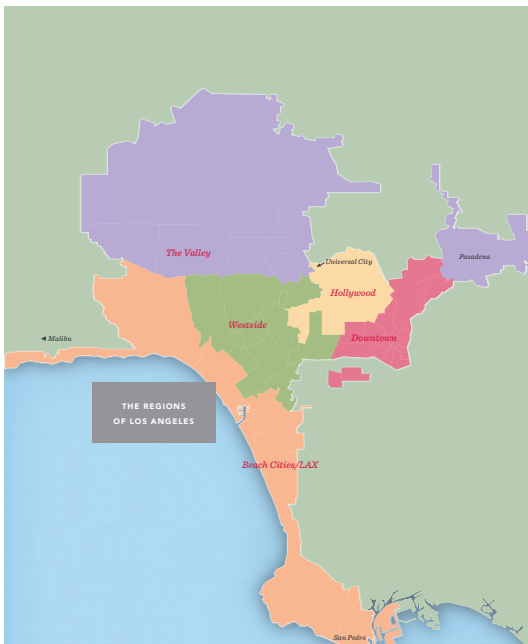 The Valley
Pasadena
Universal City
Hollywood
Westside
Downtown
Malibu
THE REGIONS
OF LOS ANGELES
Beach Cities/LAX
San Pedro